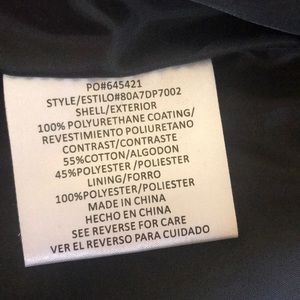 PO#645421
STYLE/ESTILO#80A7DP7002
SHELL/EXTERIOR
100% POLYURETHANE COATING/
REVESTIMENTO POLIURETANO
CONTRAST/CONTRASTE
55%COTTON/ALGODON
45%POLYESTER /POLIESTER
LINING/FORRO
100%POLYESTER/POLIESTER
MADE IN CHINA
HECHO EN CHINA
SEE REVERSE FOR CARE
VER EL REVERSO PARA CUIDADO